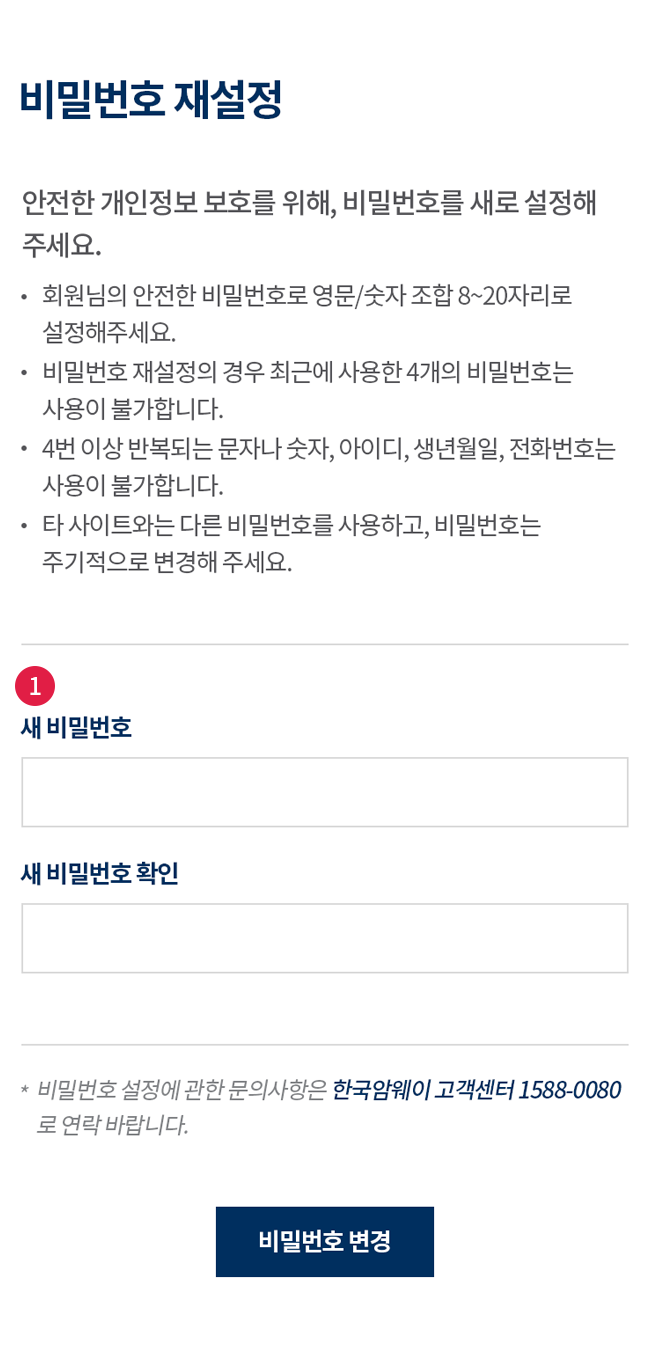 비밀번호 재설정
안전한 개인정보 보호를 위해, 비밀번호를 새로 설정해
주세요.
• 회원님의 안전한 비밀번호로 영문/숫자 조합 8~20자리로
설정해주세요.
• 비밀번호 재설정의 경우 최근에 사용한 4개의 비밀번호는
사용이 불가합니다.
• 4번 이상 반복되는 문자나 숫자, 아이디, 생년월일, 전화번호는
사용이 불가합니다.
• 타 사이트와는 다른 비밀번호를 사용하고, 비밀번호는
주기적으로 변경해 주세요.
1
새 비밀번호
새 비밀번호 확인
* 비밀번호 설정에 관한 문의사항은 한국암웨이 고객센터 1588-0080
로 연락 바랍니다.
비밀번호 변경